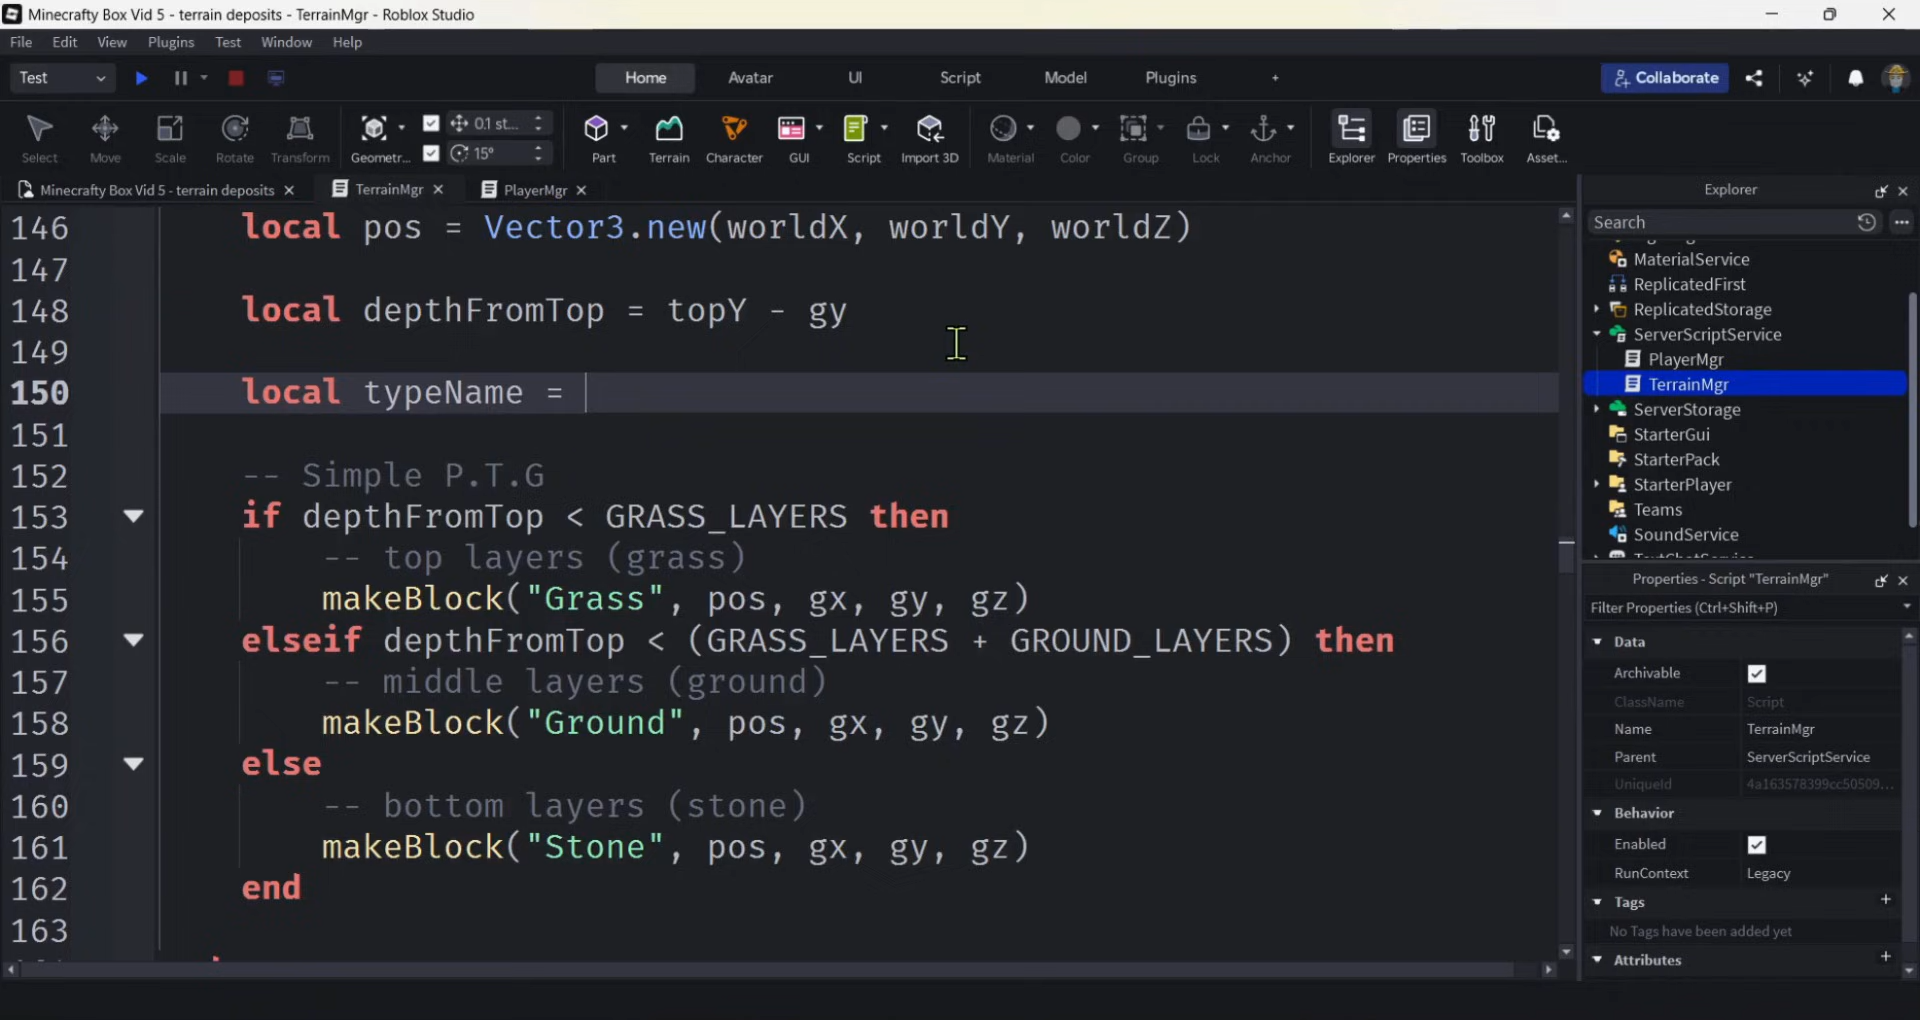 Minecrafty Box Vid 5 - terrain deposits - TerrainMgr - Roblox Studio
File Edit View Plugins Test Window Help
Test Home Avatar UI Script Model Plugins + Collaborate
0.1 st...
15°
Select Move Scale Rotate Transform Geometr... Part Terrain Character GUI Script Import 3D Material Color Group Lock Anchor Explorer Properties Toolbox Asset...
Minecrafty Box Vid 5 - terrain deposits TerrainMgr PlayerMgr
146 local pos = Vector3.new(worldX, worldY, worldZ)
147
148 local depthFromTop = topY - gy
149
150 local typeName =
151
152 -- Simple P.T.G
153 if depthFromTop < GRASS_LAYERS then
154 -- top layers (grass)
155 makeBlock("Grass", pos, gx, gy, gz)
156 elseif depthFromTop < (GRASS_LAYERS + GROUND_LAYERS) then
157 -- middle layers (ground)
158 makeBlock("Ground", pos, gx, gy, gz)
159 else
160 -- bottom layers (stone)
161 makeBlock("Stone", pos, gx, gy, gz)
162 end
163
Explorer
Search
MaterialService
ReplicatedFirst
ReplicatedStorage
ServerScriptService
PlayerMgr
TerrainMgr
ServerStorage
StarterGui
StarterPack
StarterPlayer
Teams
SoundService
Properties - Script "TerrainMgr"
Filter Properties (Ctrl+Shift+P)
Data
Archivable
ClassName Script
Name TerrainMgr
Parent ServerScriptService
UniqueId 4a163578399cc50509...
Behavior
Enabled
RunContext Legacy
Tags +
No Tags have been added yet
Attributes +